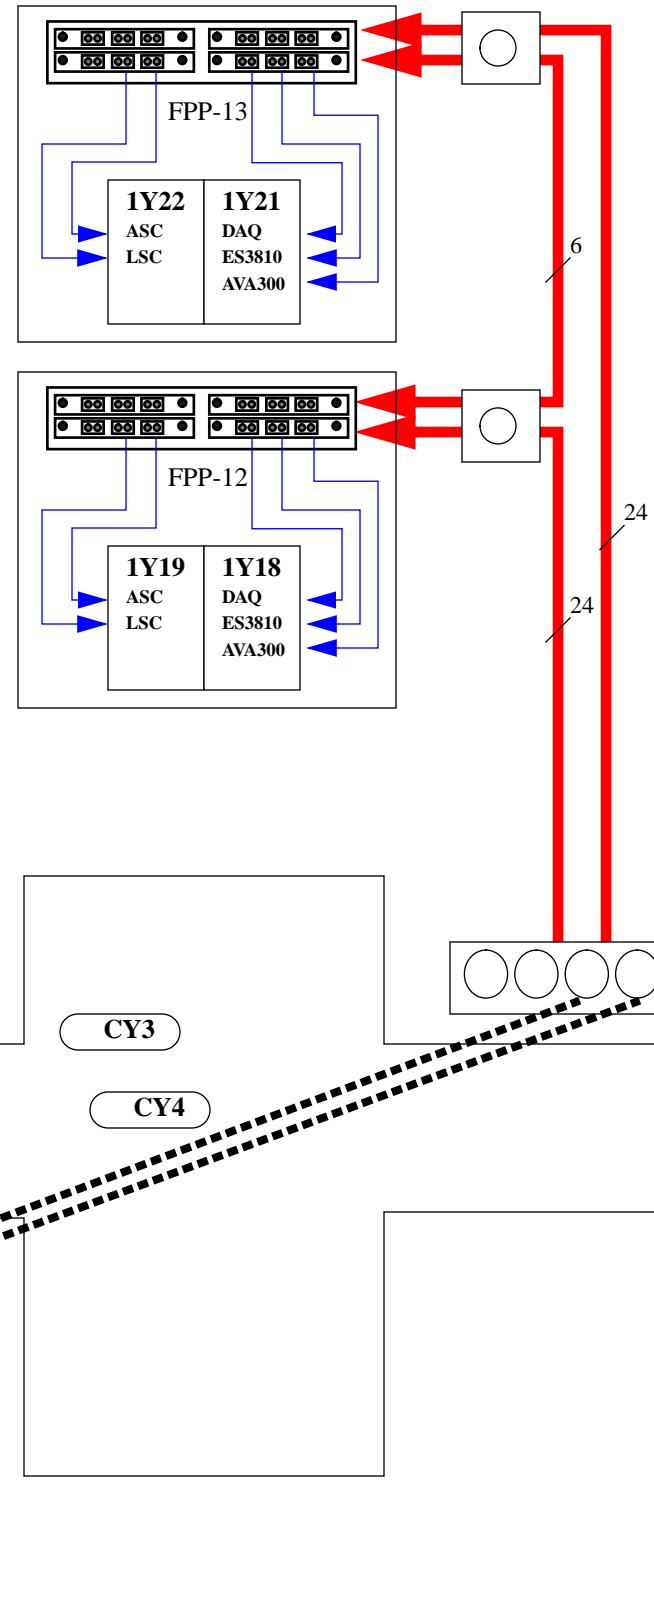 FPP-13
1Y22 1Y21
ASC DAQ
LSC ES3810
AVA300
6
FPP-12
24
1Y19 1Y18
ASC DAQ
24
LSC ES3810
AVA300
CY3
CY4